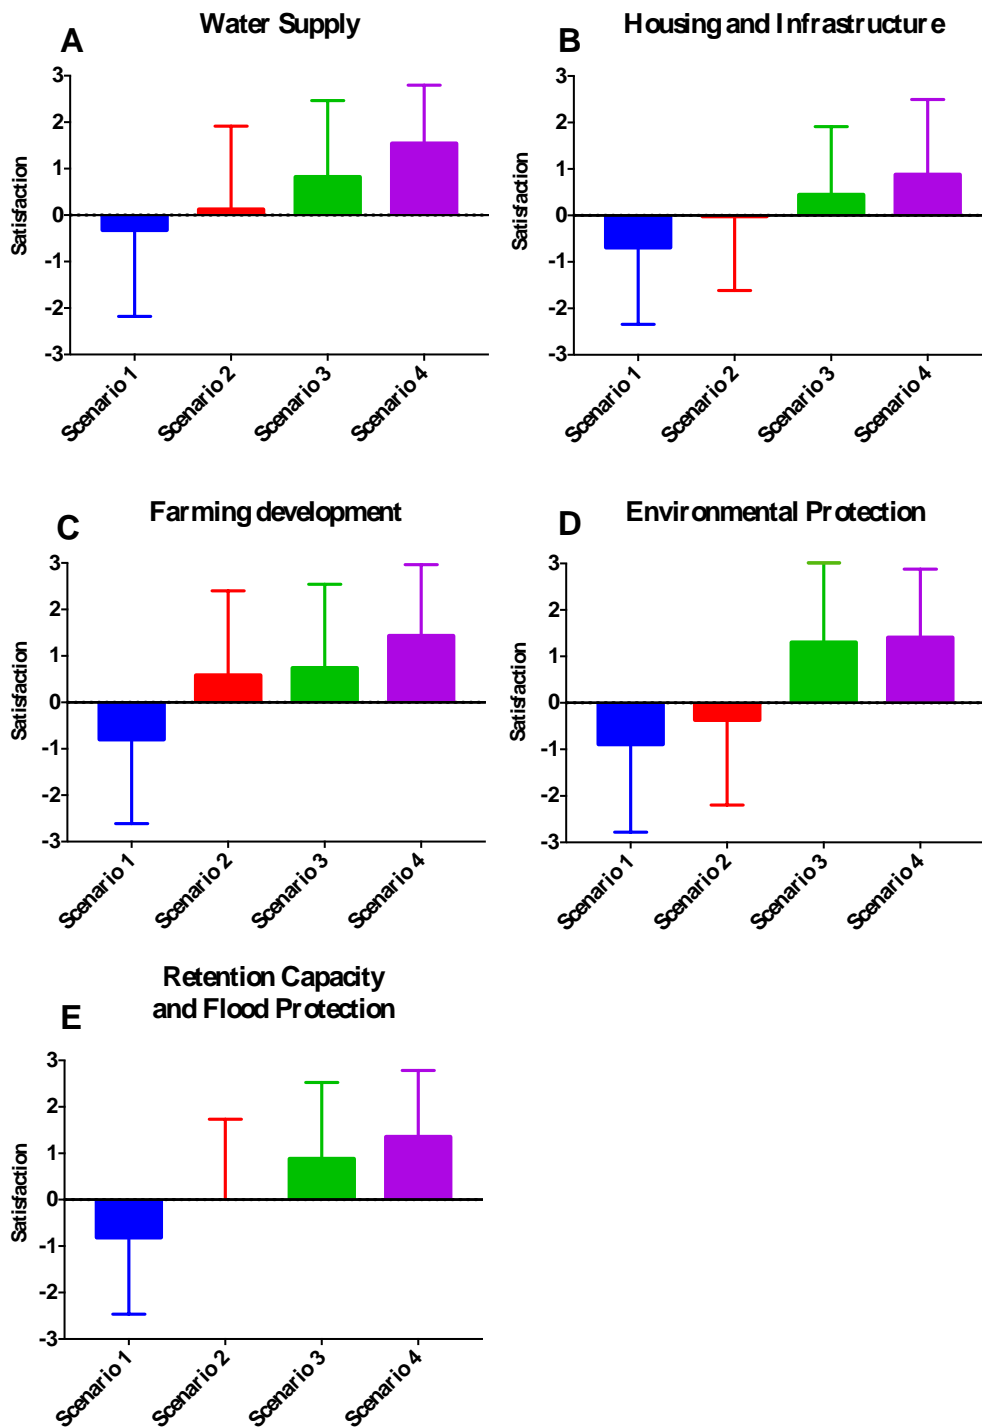 A
Water Supply
3
2
1
0
-1
-2
-3
Satisfaction
Scenario 1
Scenario 2
Scenario 3
Scenario 4
B
Housing and Infrastructure
3
2
1
0
-1
-2
-3
Satisfaction
Scenario 1
Scenario 2
Scenario 3
Scenario 4
C
Farming development
3
2
1
0
-1
-2
-3
Satisfaction
Scenario 1
Scenario 2
Scenario 3
Scenario 4
D
Environmental Protection
3
2
1
0
-1
-2
-3
Satisfaction
Scenario 1
Scenario 2
Scenario 3
Scenario 4
E
Retention Capacity
and Flood Protection
3
2
1
0
-1
-2
-3
Satisfaction
Scenario 1
Scenario 2
Scenario 3
Scenario 4